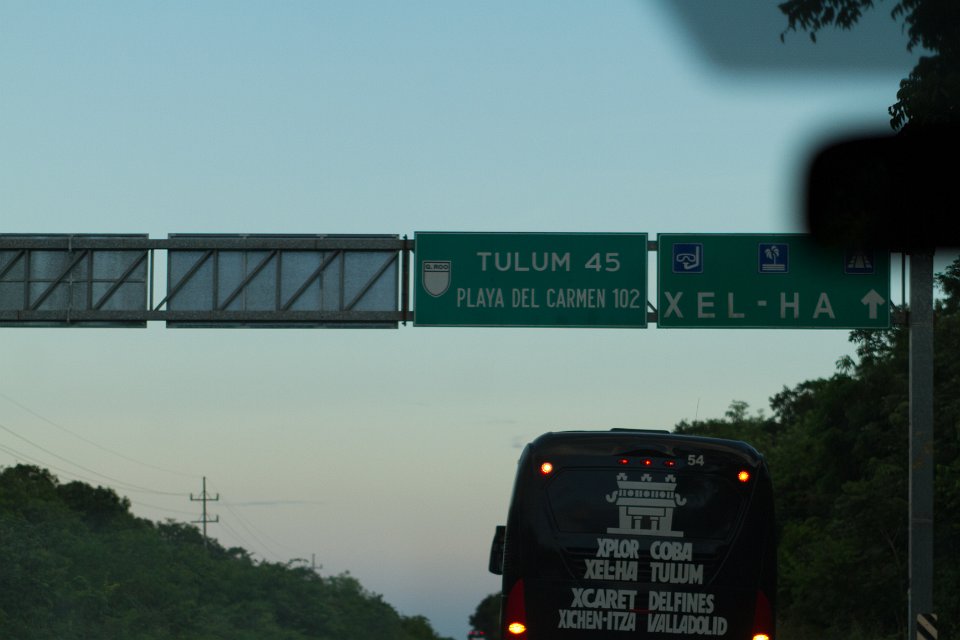 Q. ROO
TULUM 45
PLAYA DEL CARMEN 102
XEL-HA
54
XPLOR COBA
XEL-HA TULUM
XCARET DELFINES
XICHEN-ITZA VALLADOLID